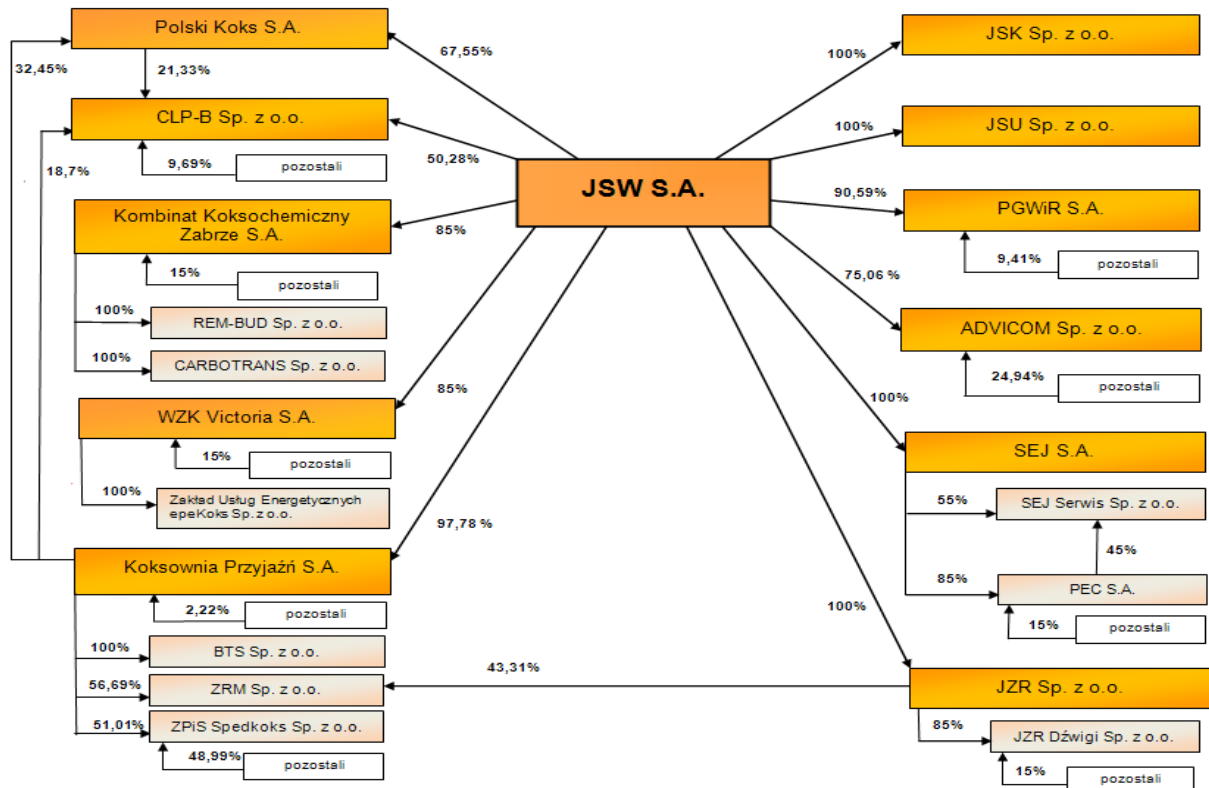 Polski Koks S.A.
67,55%
32,45%
21,33%
CLP-B Sp. z o.o.
50,28%
9,69%
pozostali
18,7%
Kombinat Koksochemiczny
Zabrze S.A.
85%
15%
pozostali
100%
REM-BUD Sp. z o.o.
100%
CARBOTRANS Sp. z o.o.
WZK Victoria S.A.
85%
15%
pozostali
100%
Zakład Usług Energetycznych
epeKoks Sp. z o.o.
97,78 %
Koksownia Przyjaźń S.A.
2,22%
pozostali
100%
BTS Sp. z o.o.
56,69%
ZRM Sp. z o.o.
43,31%
51,01%
ZPiS Spedkoks Sp. z o.o.
48,99%
pozostali
JSW S.A.
100%
JSK Sp. z o.o.
100%
JSU Sp. z o.o.
90,59%
PGWiR S.A.
9,41%
pozostali
75,06 %
ADVICOM Sp. z o.o.
24,94%
pozostali
100%
SEJ S.A.
55%
SEJ Serwis Sp. z o.o.
45%
85%
PEC S.A.
15%
pozostali
100%
JZR Sp. z o.o.
85%
JZR Dźwigi Sp. z o.o.
15%
pozostali